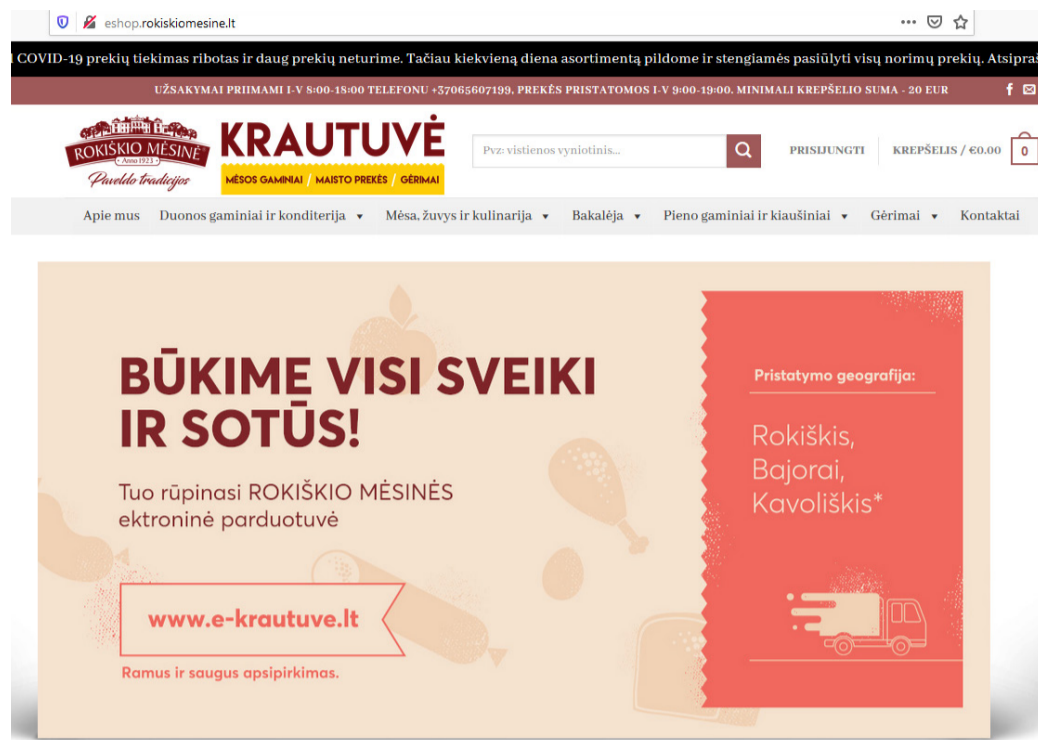 eshop.rokiskiomesine.lt
COVID-19 prekių tiekimas ribotas ir daug prekių neturime. Tačiau kiekvieną diena asortimentą pildome ir stengiamės pasiūlyti visų norimų prekių. Atsipraš
UŽSAKYMAI PRIIMAMI I-V 8:00-18:00 TELEFONU +37065607199, PREKĖS PRISTATOMOS I-V 9:00-19:00. MINIMALI KREPŠELIO SUMA - 20 EUR
ROKIŠKIO MĖSINĖ
Anno 1923
Paveldo tradicijos
KRAUTUVĖ
MĖSOS GAMINIAI / MAISTO PREKĖS / GĖRIMAI
Pvz: vistienos vyniotinis...
PRISIJUNGTI
KREPŠELIS / €0.00
0
Apie mus Duonos gaminiai ir konditerija Mėsa, žuvys ir kulinarija Bakalėja Pieno gaminiai ir kiaušiniai Gėrimai Kontaktai
BŪKIME VISI SVEIKI
IR SOTŪS!
Tuo rūpinasi ROKIŠKIO MĖSINĖS
ektroninė parduotuvė
www.e-krautuve.lt
Ramus ir saugus apsipirkimas.
Pristatymo geografija:
Rokiškis,
Bajorai,
Kavoliškis*